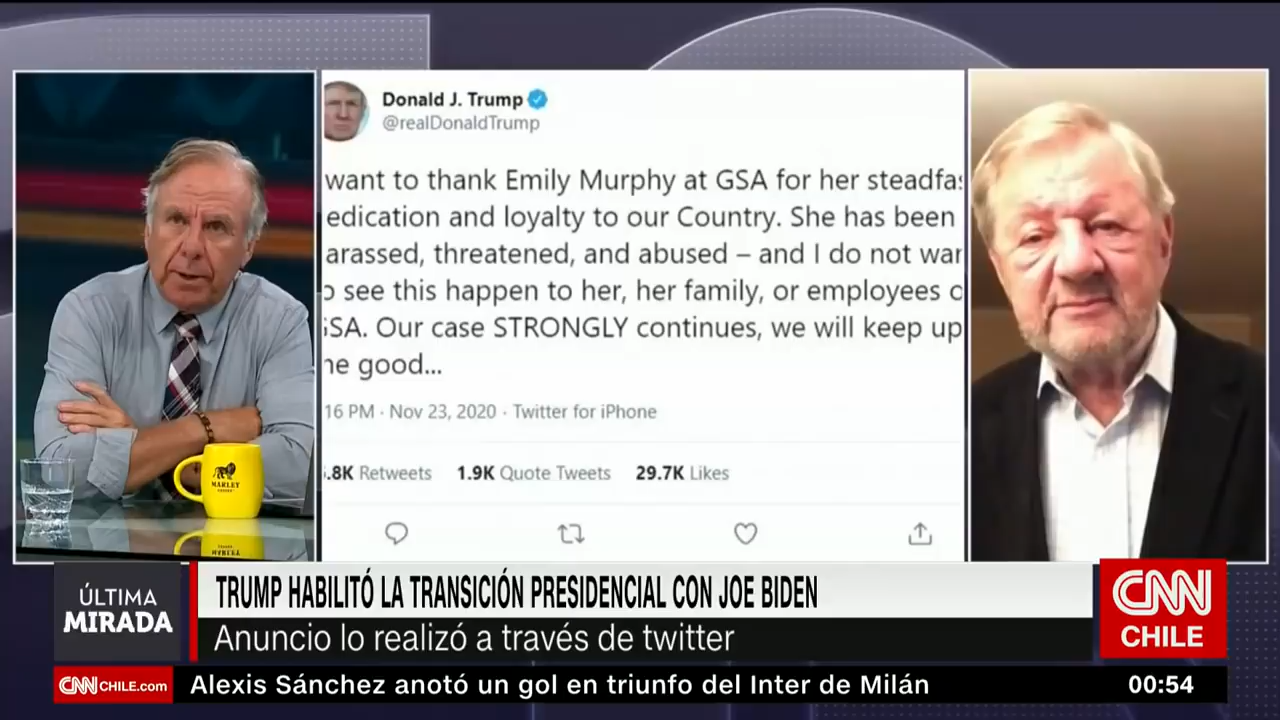 Donald J. Trump
@realDonaldTrump
want to thank Emily Murphy at GSA for her steadfas
edication and loyalty to our Country. She has been
arassed, threatened, and abused – and I do not war
o see this happen to her, her family, or employees o
GSA. Our case STRONGLY continues, we will keep up
he good...
16 PM · Nov 23, 2020 · Twitter for iPhone
.8K Retweets 1.9K Quote Tweets 29.7K Likes
MARLEY
ÚLTIMA
MIRADA
TRUMP HABILITÓ LA TRANSICIÓN PRESIDENCIAL CON JOE BIDEN
Anuncio lo realizó a través de twitter
CNN
CHILE
CNNCHILE.com
Alexis Sánchez anotó un gol en triunfo del Inter de Milán
00:54